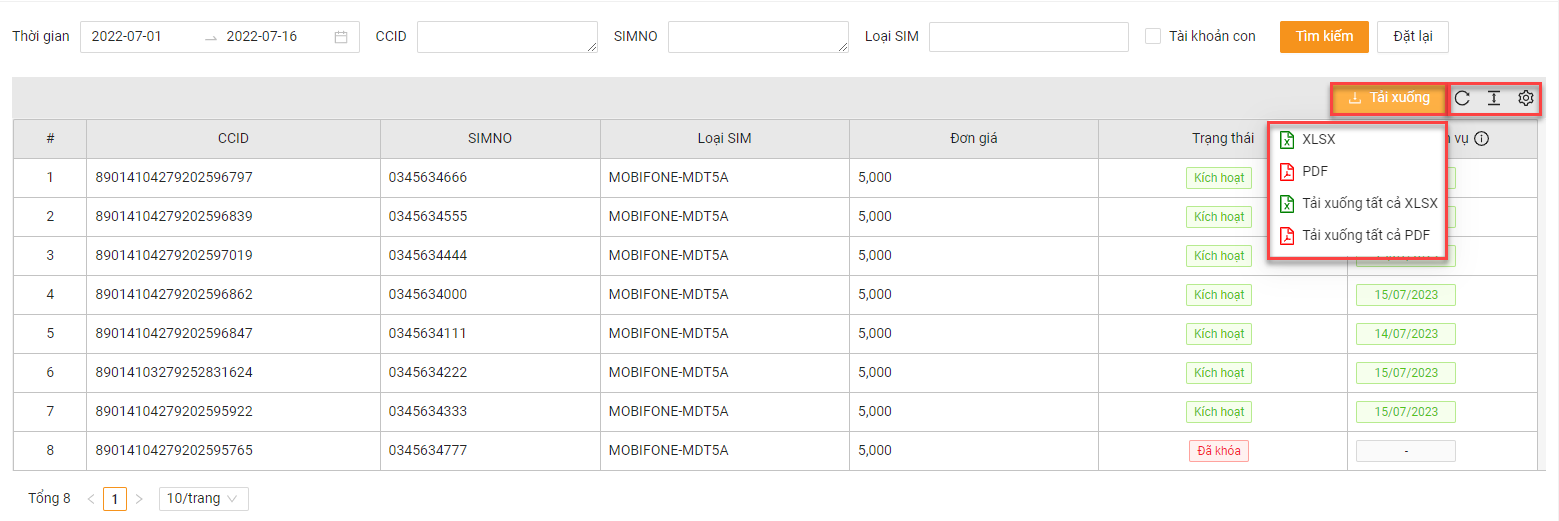 Thời gian 2022-07-01 → 2022-07-16 CCID SIMNO Loại SIM Tài khoản con Tìm kiếm Đặt lại
Tải xuống
# CCID SIMNO Loại SIM Đơn giá Trạng thái vụ
XLSX
PDF
Tải xuống tất cả XLSX
Tải xuống tất cả PDF
1 89014104279202596797 0345634666 MOBIFONE-MDT5A 5,000 Kích hoạt
2 89014104279202596839 0345634555 MOBIFONE-MDT5A 5,000 Kích hoạt
3 89014104279202597019 0345634444 MOBIFONE-MDT5A 5,000 Kích hoạt
4 89014104279202596862 0345634000 MOBIFONE-MDT5A 5,000 Kích hoạt 15/07/2023
5 89014104279202596847 0345634111 MOBIFONE-MDT5A 5,000 Kích hoạt 14/07/2023
6 89014103279252831624 0345634222 MOBIFONE-MDT5A 5,000 Kích hoạt 15/07/2023
7 89014104279202595922 0345634333 MOBIFONE-MDT5A 5,000 Kích hoạt 15/07/2023
8 89014104279202595765 0345634777 MOBIFONE-MDT5A 5,000 Đã khóa -
Tổng 8 < 1 > 10/trang